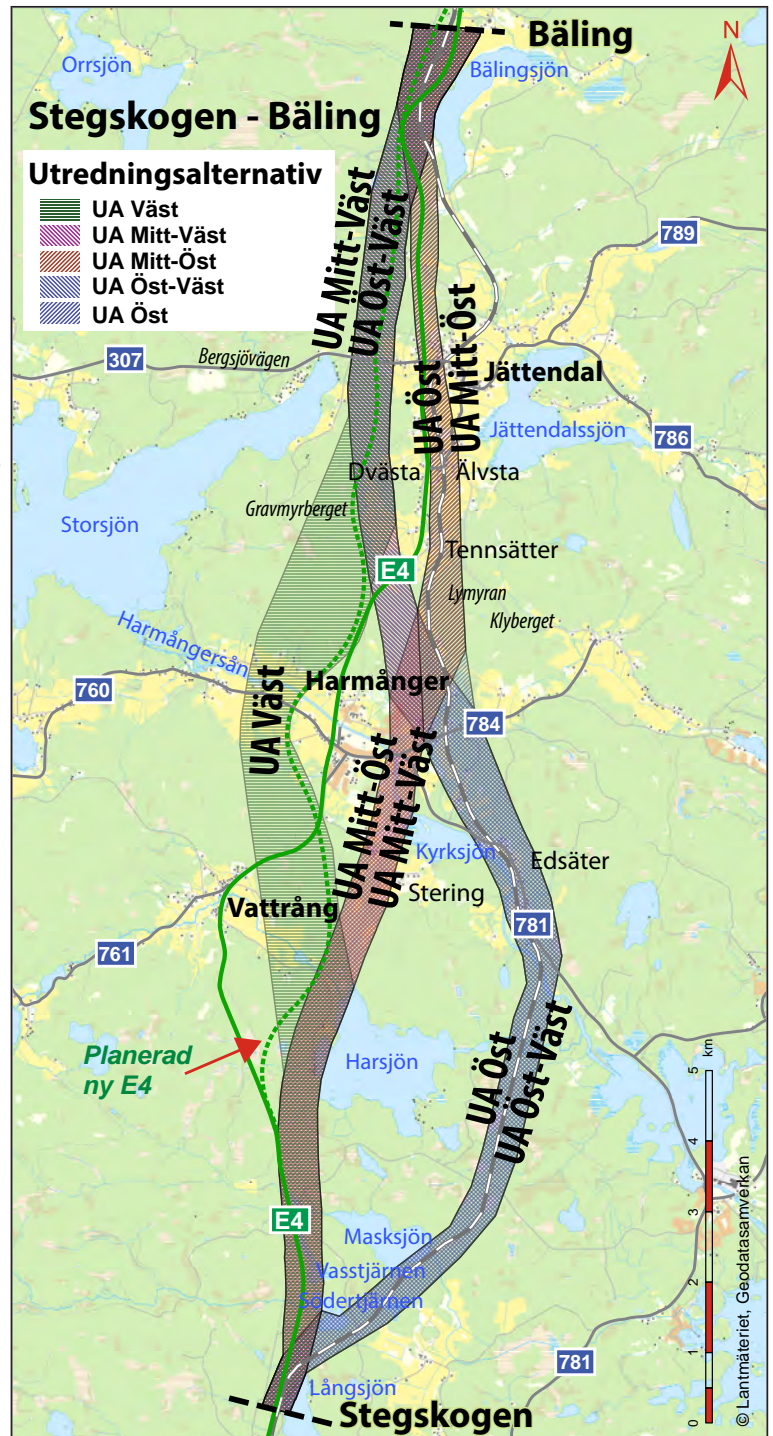 Bäling
N
Orrsjön
Bälingsjön
Stegskogen - Bäling
Utredningsalternativ
UA Väst
UA Mitt-Väst
UA Mitt-Öst
UA Öst-Väst
UA Öst
UA Mitt-Väst
UA Öst-Väst
789
307
Bergsjövägen
UA Öst
UA Mitt-Öst
Jättendal
Jättendalssjön
786
Dvästa
Älvsta
Gravmyrberget
Storsjön
Tennsätter
E4
Lymyran
Klyberget
Harmångersån
760
Harmånger
UA Väst
784
UA Mitt-Öst
UA Mitt-Väst
Kyrksjön
Edsäter
Stering
Vattrång
781
761
UA Öst
UA Öst-Väst
Planerad
ny E4
Harsjön
km
5
4
3
2
1
0
E4
Masksjön
Vasstjärnen
Södertjärnen
781
Långsjön
Stegskogen
© Lantmäteriet, Geodatasamverkan